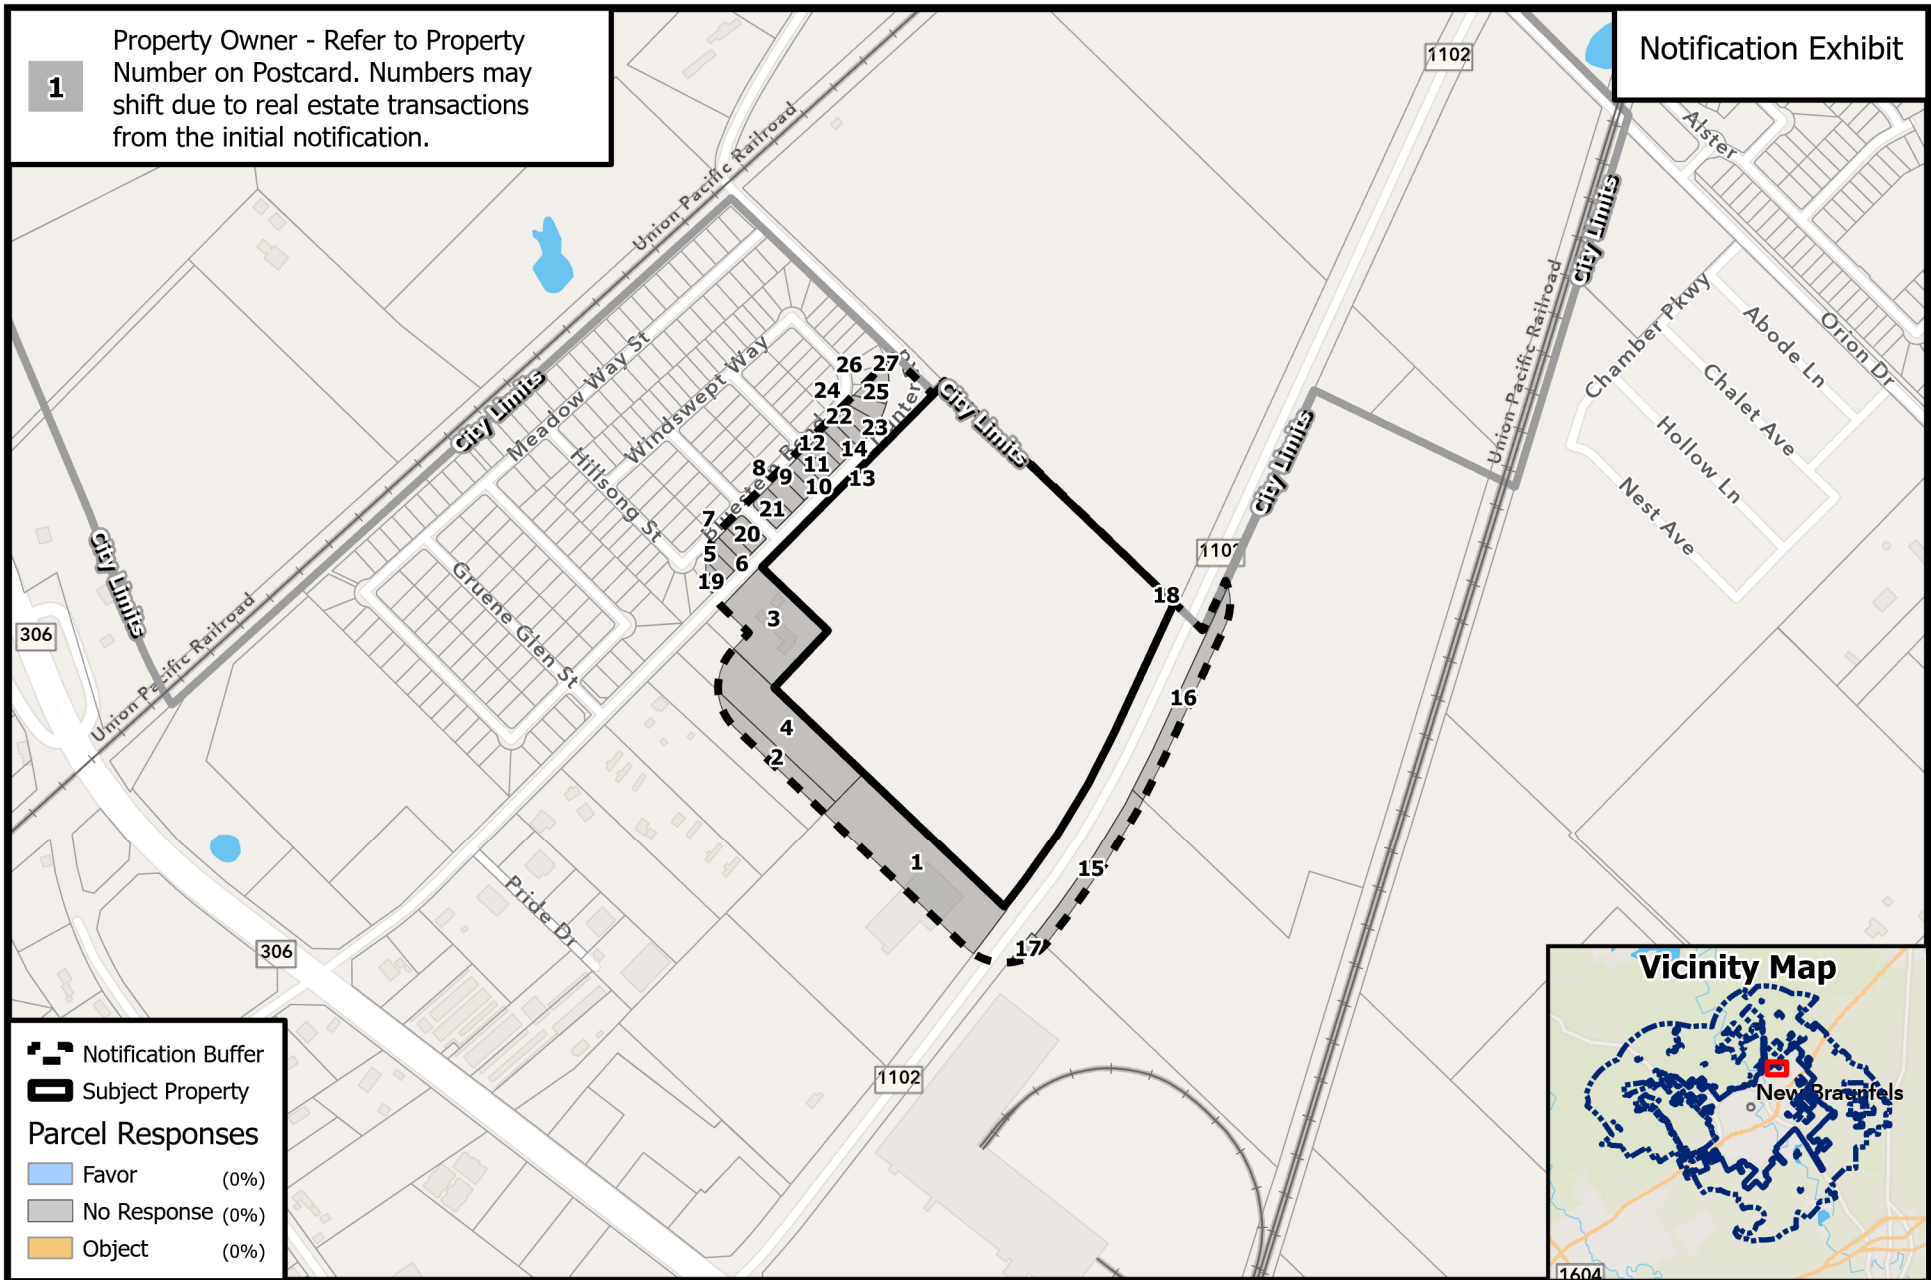 1
Property Owner - Refer to Property
Number on Postcard. Numbers may
shift due to real estate transactions
from the initial notification.
Notification Exhibit
1102
Alster
Union Pacific Railroad
Union Pacific Railroad
City Limits
City Limits
City Limits
City Limits
City Limits
Meadow Way St
Windswept Way
Hillsong St
Gruene Glen St
Chamber Pkwy
Abode Ln
Orion Dr
Chalet Ave
Hollow Ln
Nest Ave
Union Pacific Railroad
Union Pacific Railroad
26
27
24
25
22
23
12
14
8
9
11
13
10
7
21
20
5
6
19
3
18
16
4
2
1
15
17
306
306
1102
1102
Pride Dr
Notification Buffer
Subject Property
Parcel Responses
Favor (0%)
No Response (0%)
Object (0%)
Vicinity Map
New Braunfels
1604